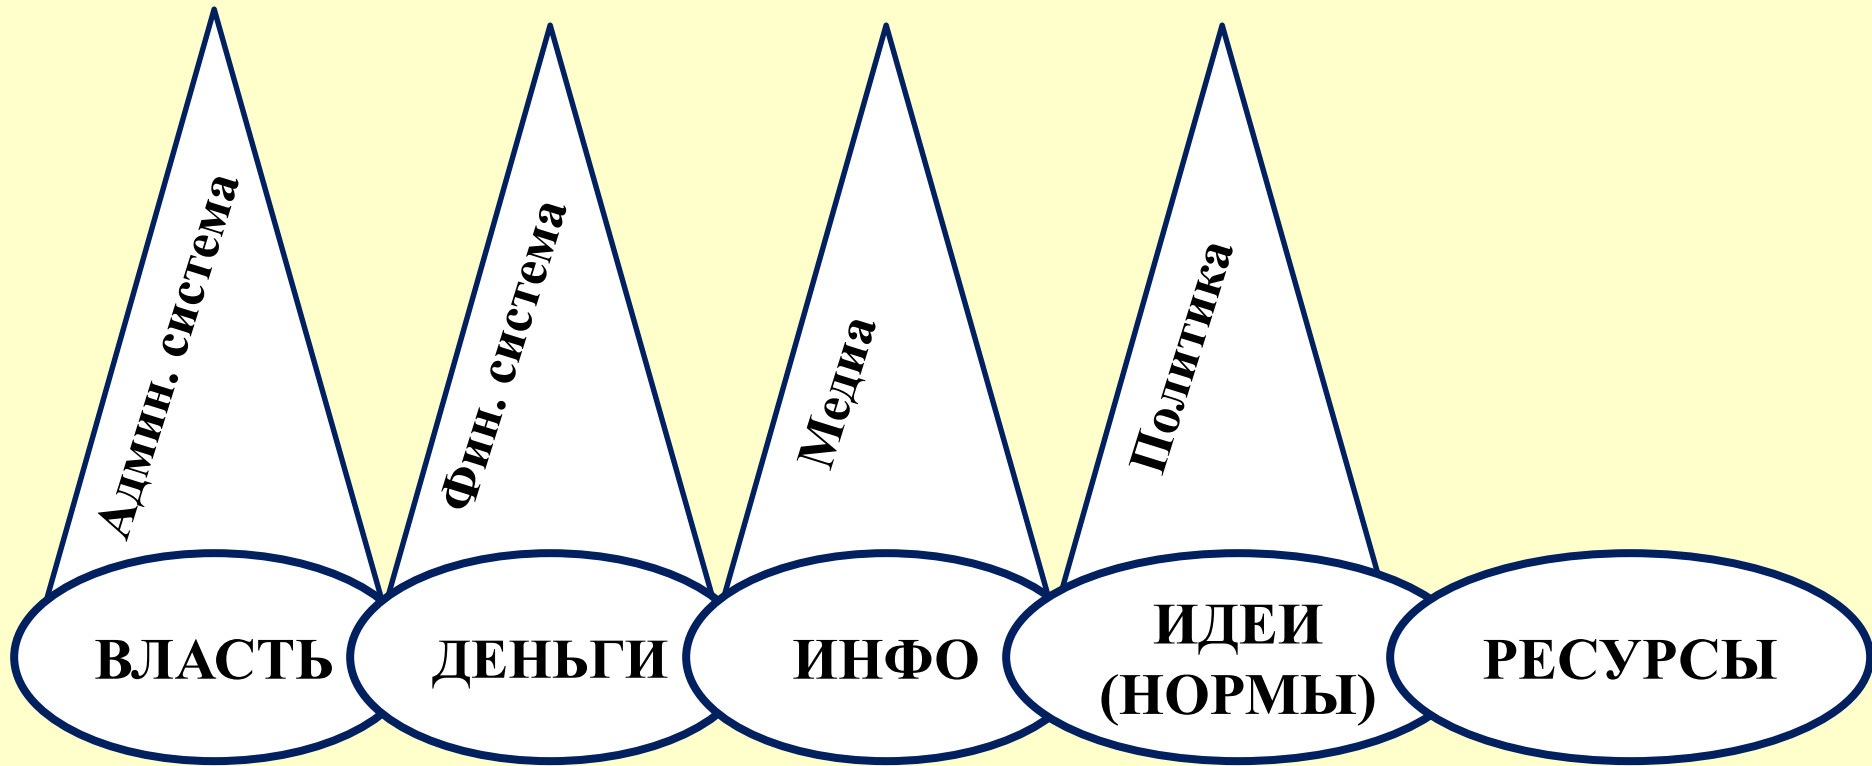 Админ. система
Фин. система
Медиа
Политика
ВЛАСТЬ
ДЕНЬГИ
ИНФО
ИДЕИ
(НОРМЫ)
РЕСУРСЫ